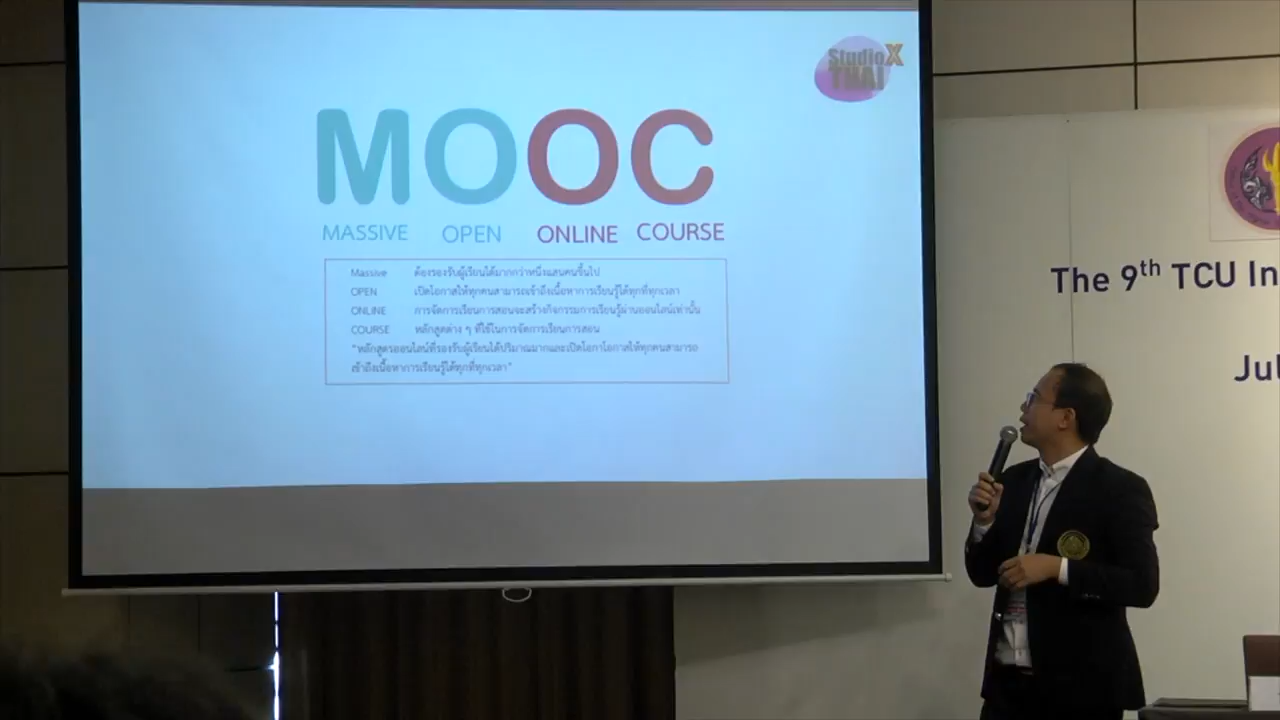 StudioX
THAI
MOOC
MASSIVE OPEN ONLINE COURSE
Massive ต้องรองรับผู้เรียนได้มากกว่าหนึ่งแสนคนขึ้นไป
OPEN เปิดโอกาสให้ทุกคนสามารถเข้าถึงเนื้อหาการเรียนรู้ได้ทุกที่ทุกเวลา
ONLINE การจัดการเรียนการสอนจะสร้างกิจกรรมการเรียนรู้ผ่านออนไลน์เท่านั้น
COURSE หลักสูตรต่าง ๆ ที่ใช้ในการจัดการเรียนการสอน
"หลักสูตรออนไลน์ที่รองรับผู้เรียนได้ปริมาณมากและเปิดโอกาสให้ทุกคนสามารถ
เข้าถึงเนื้อหาการเรียนรู้ได้ทุกที่ทุกเวลา"
The 9th TCU In
Jul